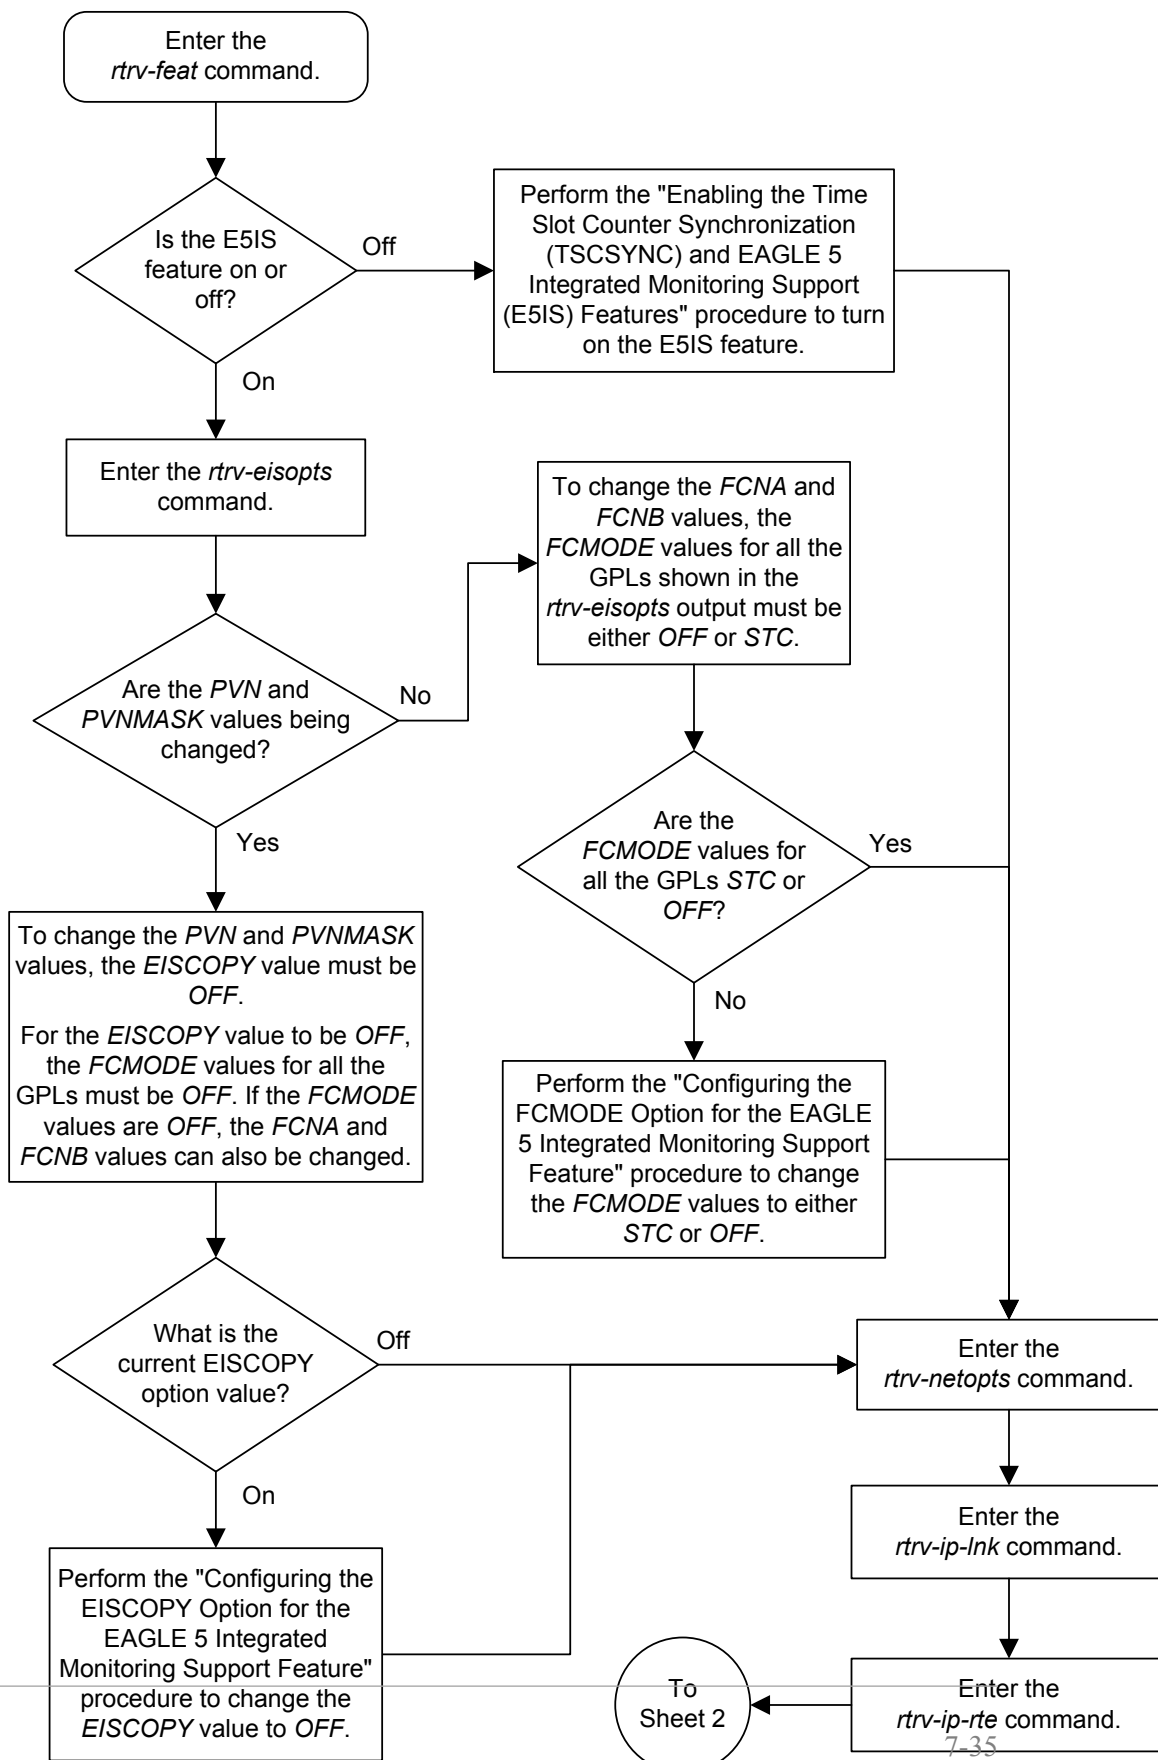 Enter the
rtrv-feat command.
Is the E5IS
feature on or
off?
Off
On
Perform the "Enabling the Time
Slot Counter Synchronization
(TSCSYNC) and EAGLE 5
Integrated Monitoring Support
(E5IS) Features" procedure to turn
on the E5IS feature.
Enter the rtrv-eisopts
command.
To change the FCNA and
FCNB values, the
FCMODE values for all the
GPLs shown in the
rtrv-eisopts output must be
either OFF or STC.
Are the PVN and
PVNMASK values being
changed?
No
Yes
Are the
FCMODE values for
all the GPLs STC or
OFF?
Yes
No
To change the PVN and PVNMASK
values, the EISCOPY value must be
OFF.
For the EISCOPY value to be OFF,
the FCMODE values for all the
GPLs must be OFF. If the FCMODE
values are OFF, the FCNA and
FCNB values can also be changed.
Perform the "Configuring the
FCMODE Option for the EAGLE
5 Integrated Monitoring Support
Feature" procedure to change
the FCMODE values to either
STC or OFF.
What is the
current EISCOPY
option value?
Off
On
Enter the
rtrv-netopts command.
Enter the
rtrv-ip-lnk command.
Perform the "Configuring the
EISCOPY Option for the
EAGLE 5 Integrated
Monitoring Support Feature"
procedure to change the
EISCOPY value to OFF.
To
Sheet 2
Enter the
rtrv-ip-rte command.
7-35